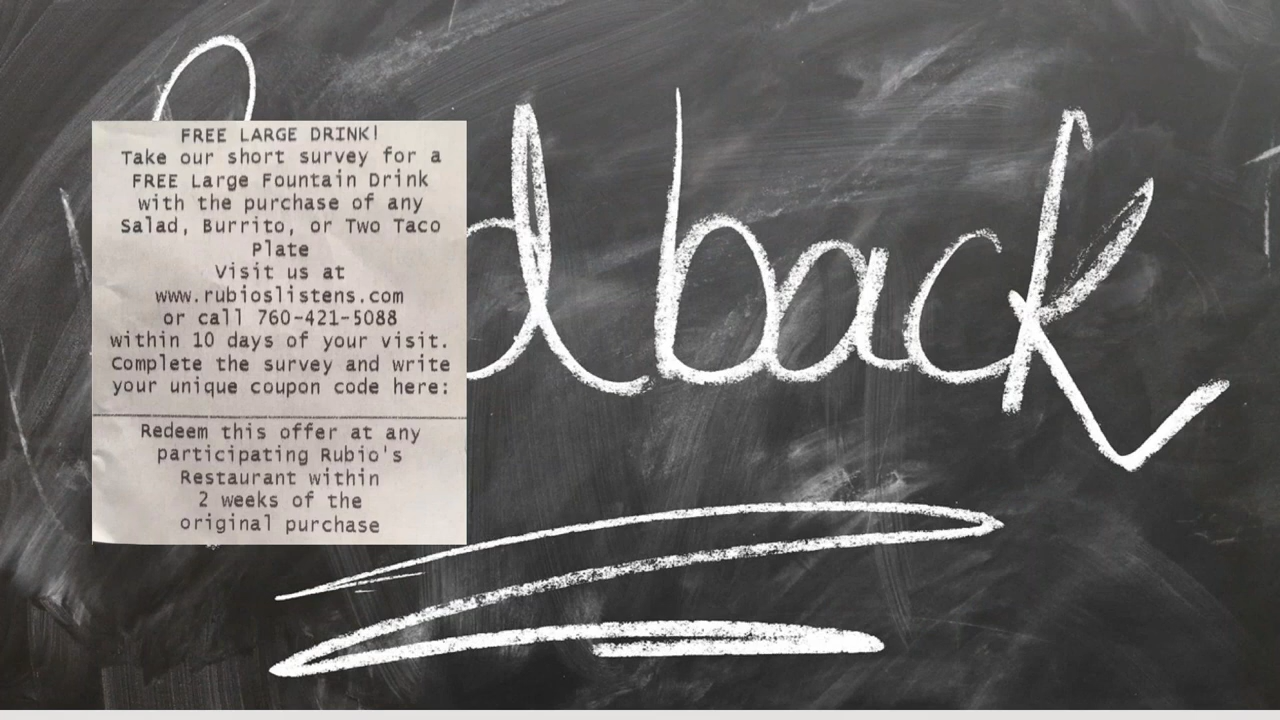 FREE LARGE DRINK!
Take our short survey for a
FREE Large Fountain Drink
with the purchase of any
Salad, Burrito, or Two Taco
Plate
Visit us at
www.rubioslistens.com
or call 760-421-5088
within 10 days of your visit.
Complete the survey and write
your unique coupon code here:
Redeem this offer at any
participating Rubio's
Restaurant within
2 weeks of the
original purchase
dback